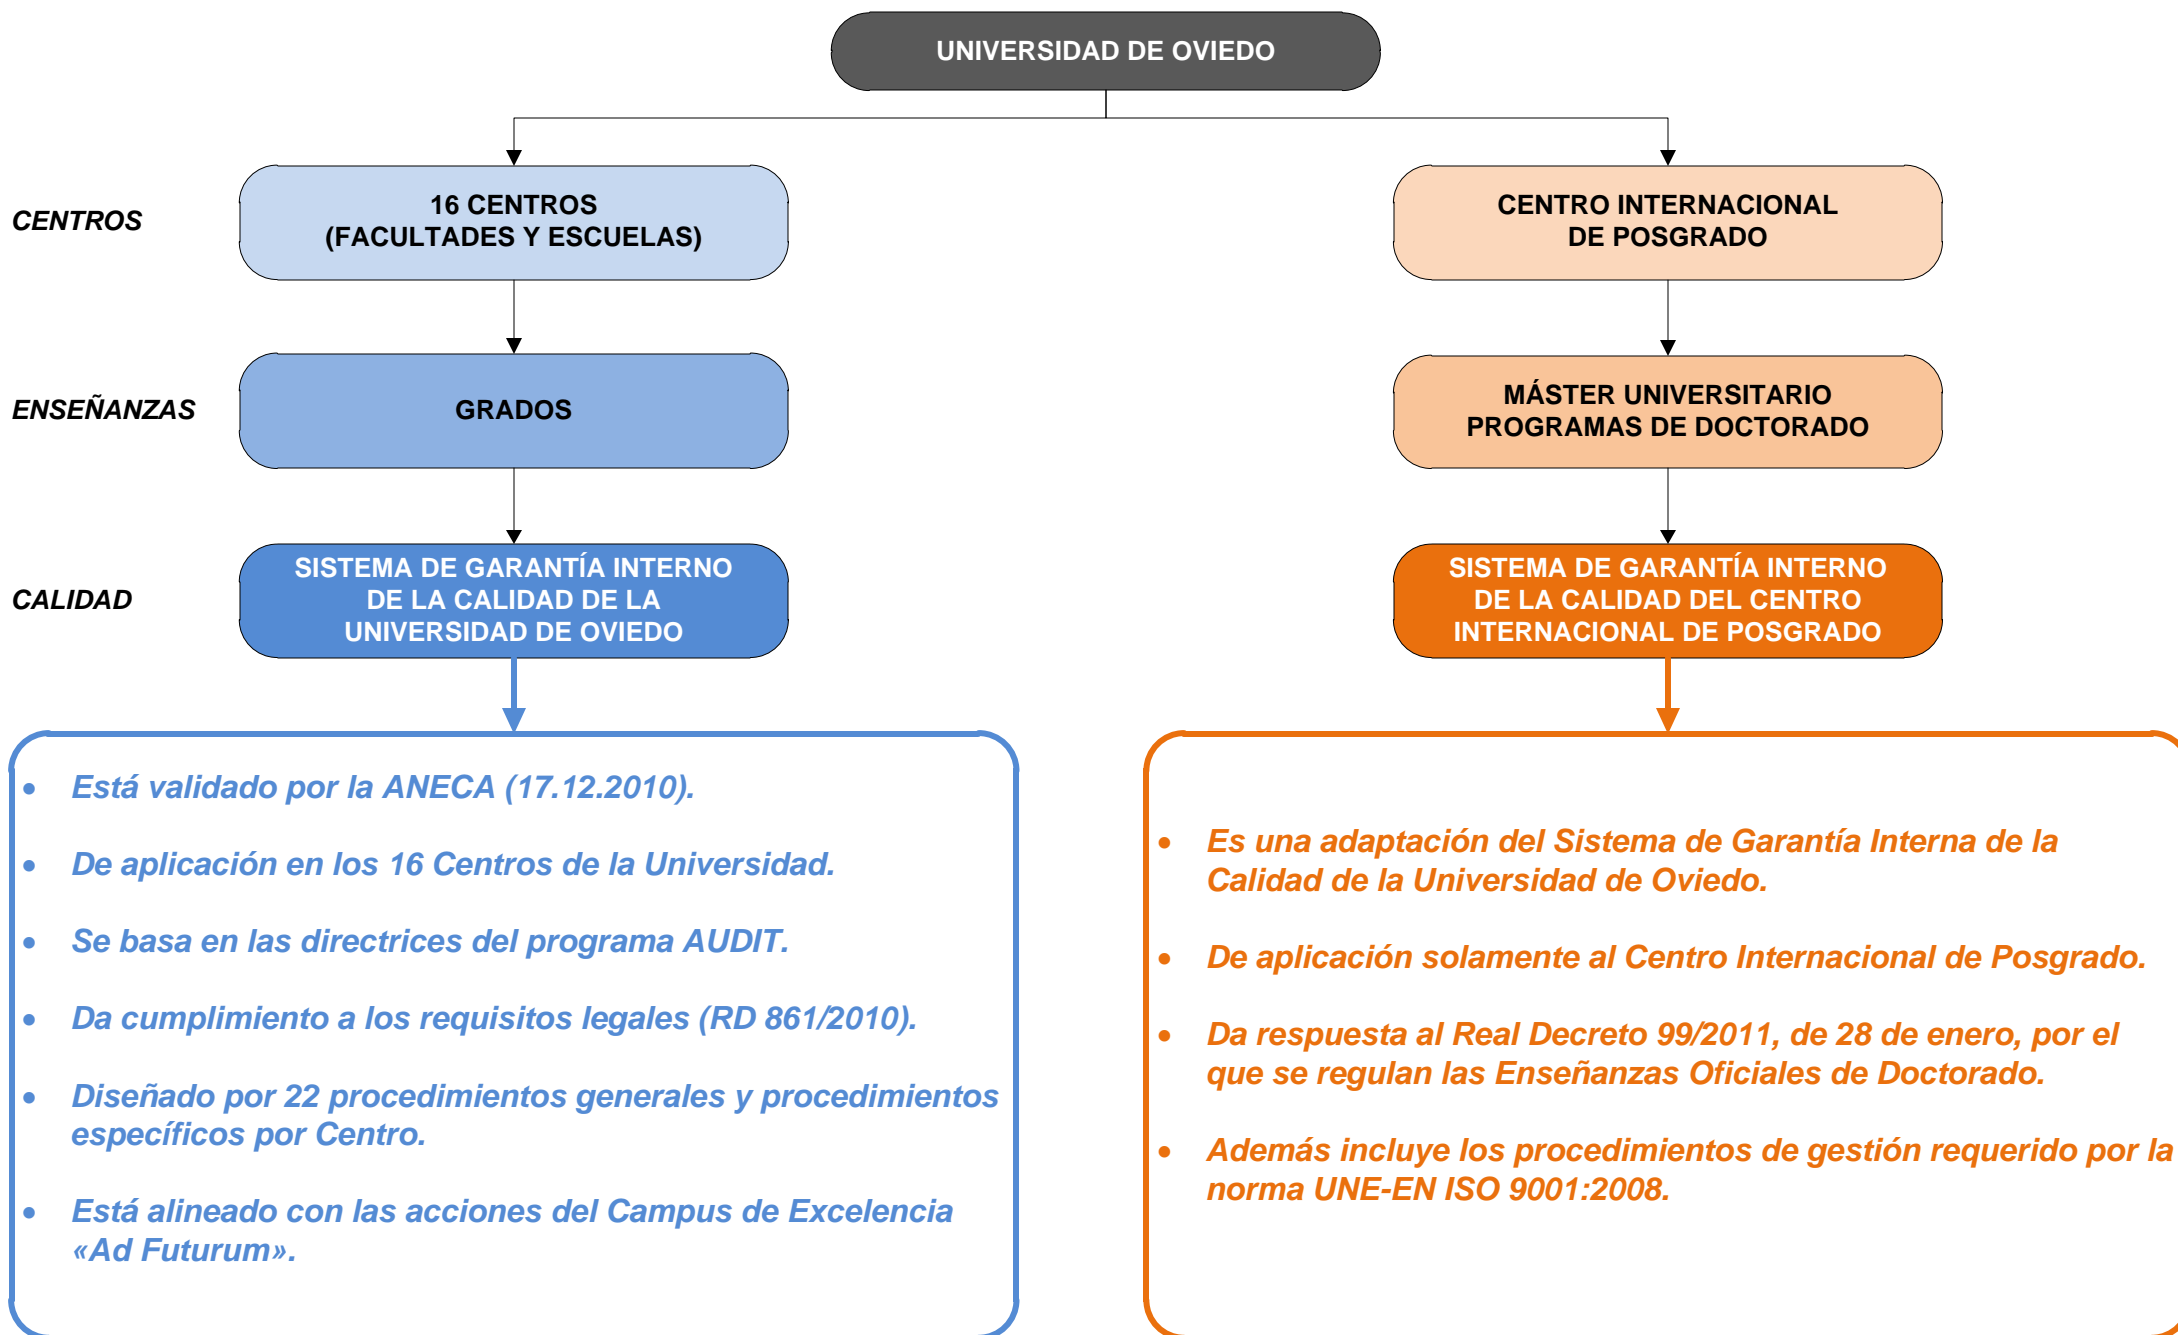 UNIVERSIDAD DE OVIEDO
CENTROS
16 CENTROS
(FACULTADES Y ESCUELAS)
CENTRO INTERNACIONAL
DE POSGRADO
ENSEÑANZAS
GRADOS
MÁSTER UNIVERSITARIO
PROGRAMAS DE DOCTORADO
CALIDAD
SISTEMA DE GARANTÍA INTERNO
DE LA CALIDAD DE LA
UNIVERSIDAD DE OVIEDO
SISTEMA DE GARANTÍA INTERNO
DE LA CALIDAD DEL CENTRO
INTERNACIONAL DE POSGRADO
• Está validado por la ANECA (17.12.2010).
• De aplicación en los 16 Centros de la Universidad.
• Se basa en las directrices del programa AUDIT.
• Da cumplimiento a los requisitos legales (RD 861/2010).
• Diseñado por 22 procedimientos generales y procedimientos
específicos por Centro.
• Está alineado con las acciones del Campus de Excelencia
«Ad Futurum».
• Es una adaptación del Sistema de Garantía Interna de la
Calidad de la Universidad de Oviedo.
• De aplicación solamente al Centro Internacional de Posgrado.
• Da respuesta al Real Decreto 99/2011, de 28 de enero, por el
que se regulan las Enseñanzas Oficiales de Doctorado.
• Además incluye los procedimientos de gestión requerido por la
norma UNE-EN ISO 9001:2008.